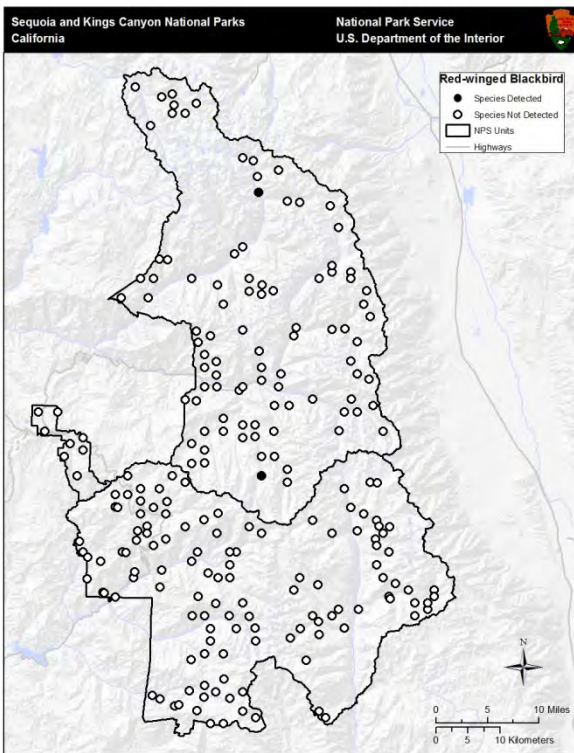 Sequoia and Kings Canyon National Parks
California
National Park Service
U.S. Department of the Interior
Red-winged Blackbird
Species Detected
Species Not Detected
NPS Units
Highways
N
0 5 10 Miles
0 5 10 Kilometers